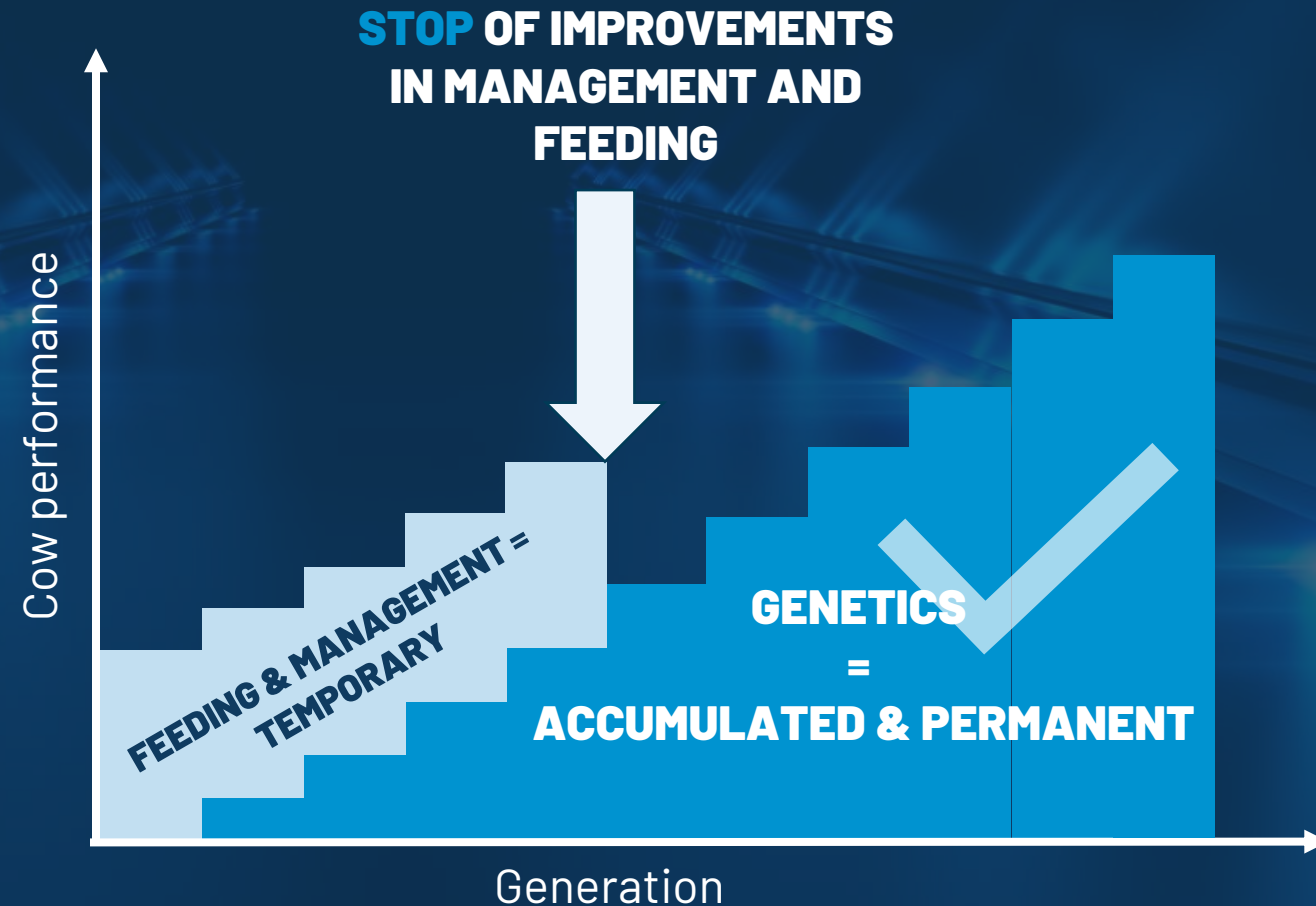 STOP OF IMPROVEMENTS
IN MANAGEMENT AND
FEEDING
Cow performance
FEEDING & MANAGEMENT =
TEMPORARY
GENETICS
=
ACCUMULATED & PERMANENT
Generation